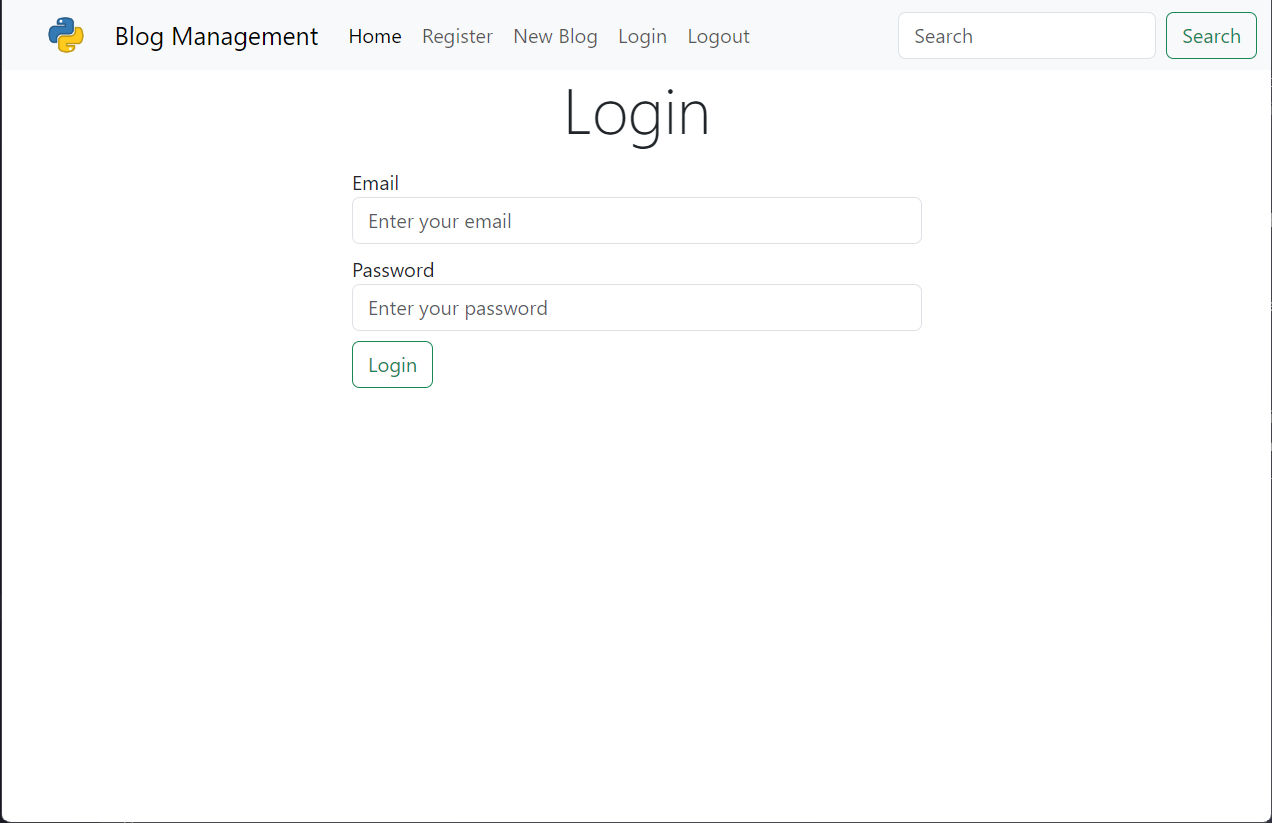 Blog Management Home Register New Blog Login Logout Search Search
Login
Email
Enter your email
Password
Enter your password
Login